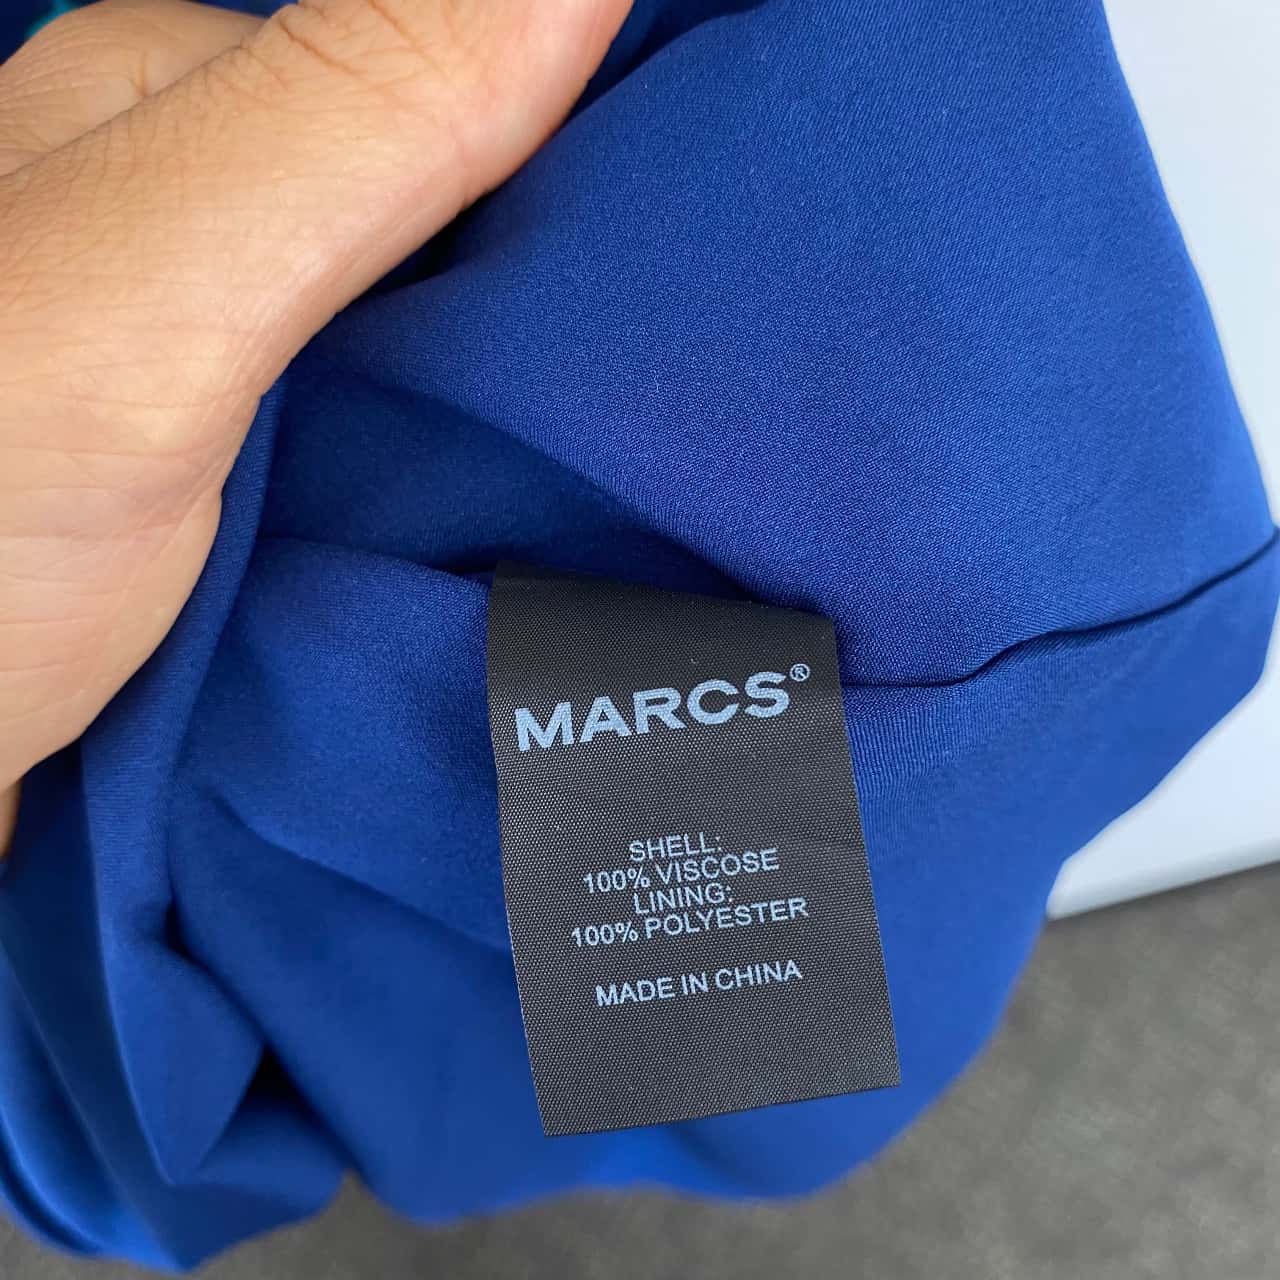 MARCS®
SHELL:
100% VISCOSE
LINING:
100% POLYESTER
MADE IN CHINA